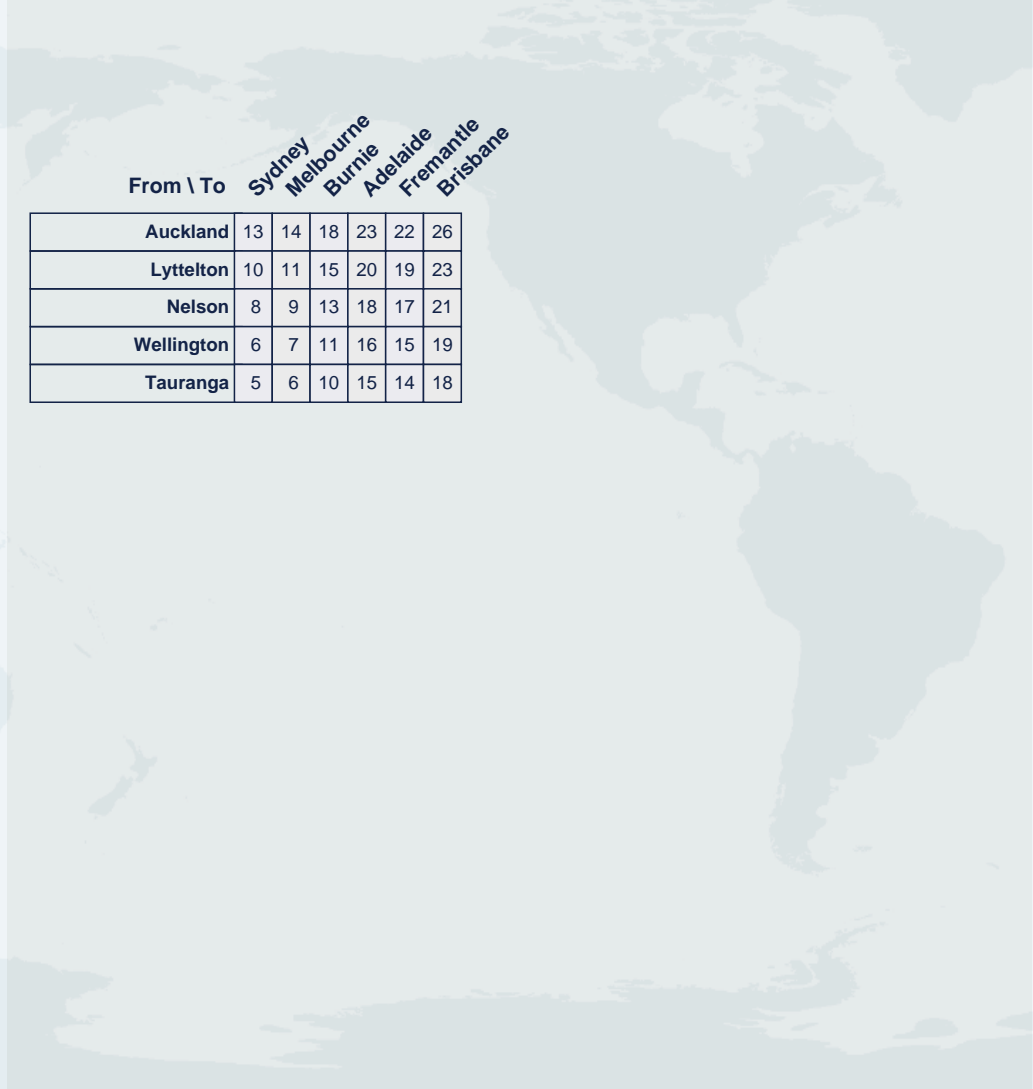 From \ To Sydney Melbourne Burnie Adelaide Fremantle Brisbane
Auckland 13 14 18 23 22 26
Lyttelton 10 11 15 20 19 23
Nelson 8 9 13 18 17 21
Wellington 6 7 11 16 15 19
Tauranga 5 6 10 15 14 18